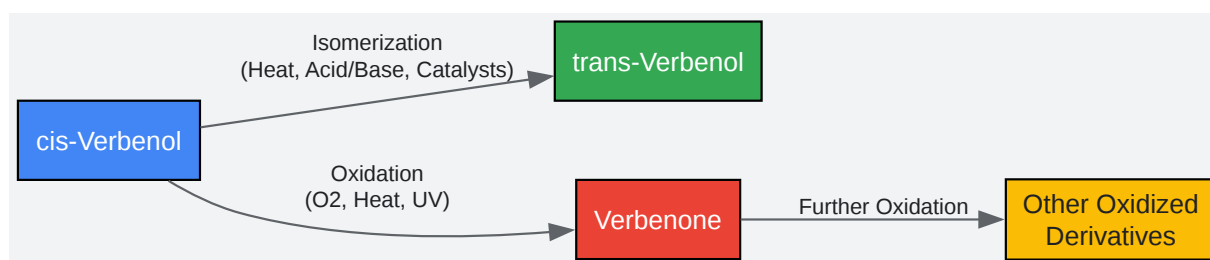 Isomerization
(Heat, Acid/Base, Catalysts)
trans-Verbenol
cis-Verbenol
Oxidation
(O2, Heat, UV)
Verbenone
Further Oxidation
Other Oxidized
Derivatives